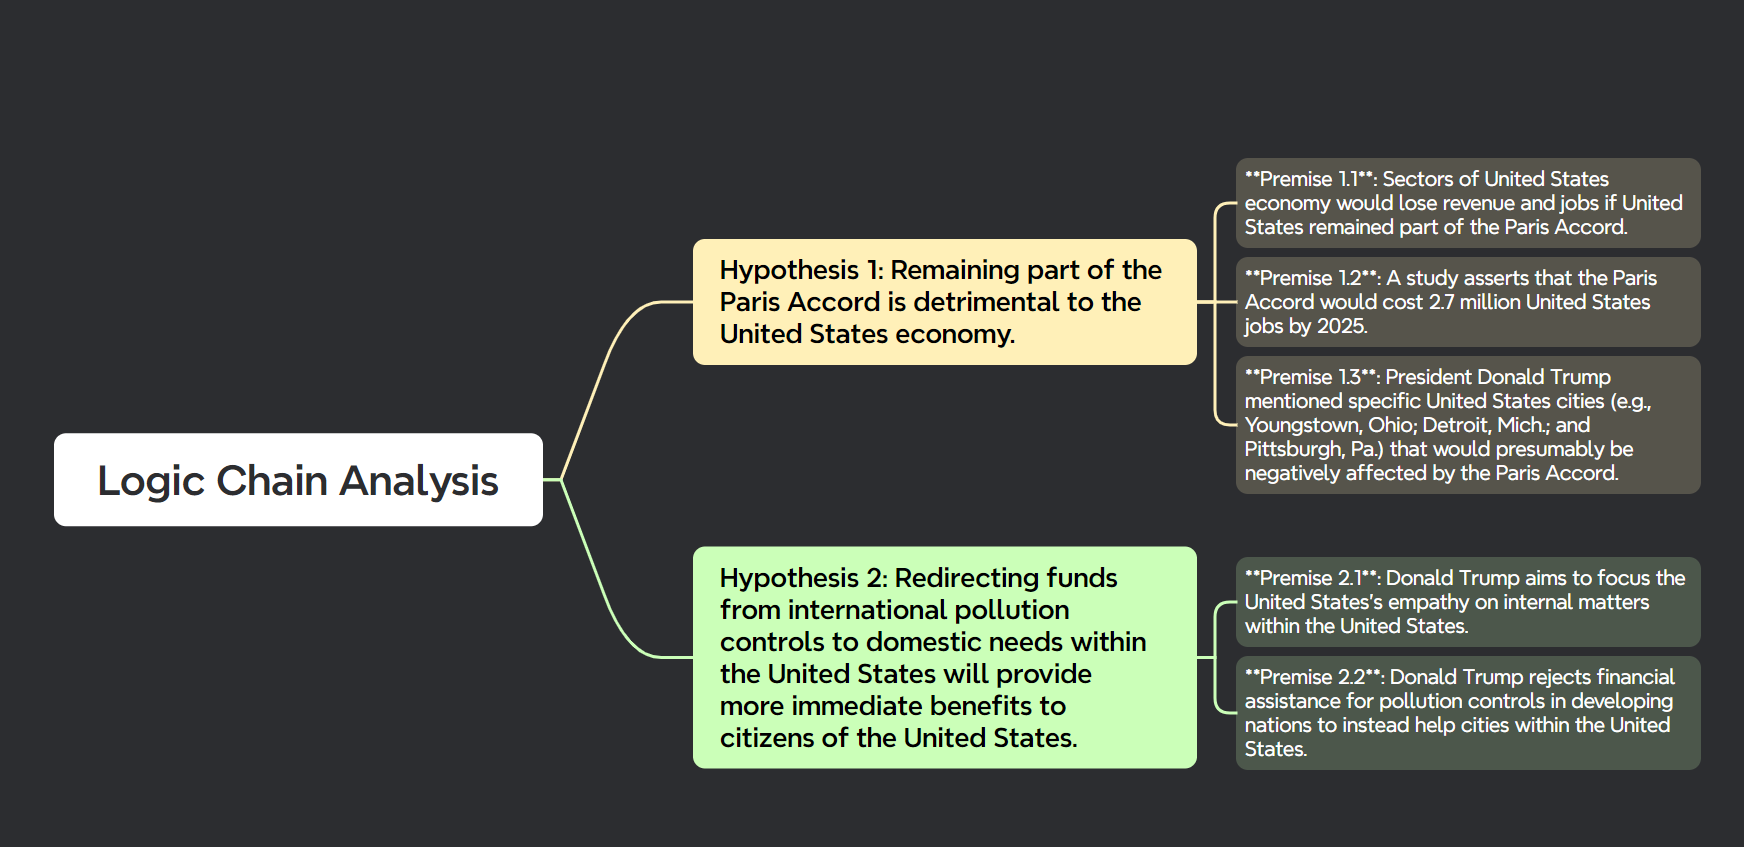 Logic Chain Analysis
Hypothesis 1: Remaining part of the
Paris Accord is detrimental to the
United States economy.
**Premise 1.1**: Sectors of United States
economy would lose revenue and jobs if United
States remained part of the Paris Accord.
**Premise 1.2**: A study asserts that the Paris
Accord would cost 2.7 million United States
jobs by 2025.
**Premise 1.3**: President Donald Trump
mentioned specific United States cities (e.g.,
Youngstown, Ohio; Detroit, Mich.; and
Pittsburgh, Pa.) that would presumably be
negatively affected by the Paris Accord.
Hypothesis 2: Redirecting funds
from international pollution
controls to domestic needs within
the United States will provide
more immediate benefits to
citizens of the United States.
**Premise 2.1**: Donald Trump aims to focus the
United States's empathy on internal matters
within the United States.
**Premise 2.2**: Donald Trump rejects financial
assistance for pollution controls in developing
nations to instead help cities within the United
States.